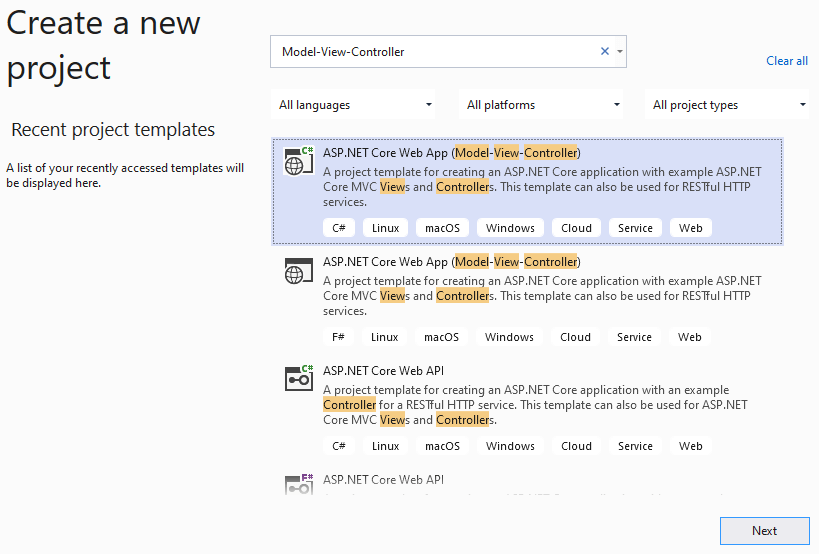 Create a new
project
Recent project templates
A list of your recently accessed templates will
be displayed here.
Model-View-Controller
Clear all
All languages
All platforms
All project types
C#
ASP.NET Core Web App (Model-View-Controller)
A project template for creating an ASP.NET Core application with example ASP.NET
Core MVC Views and Controllers. This template can also be used for RESTful HTTP
services.
C# Linux macOS Windows Cloud Service Web
ASP.NET Core Web App (Model-View-Controller)
A project template for creating an ASP.NET Core application with example ASP.NET
Core MVC Views and Controllers. This template can also be used for RESTful HTTP
services.
F# Linux macOS Windows Cloud Service Web
C#
ASP.NET Core Web API
A project template for creating an ASP.NET Core application with an example
Controller for a RESTful HTTP service. This template can also be used for ASP.NET
Core MVC Views and Controllers.
C# Linux macOS Windows Cloud Service Web
F#
ASP.NET Core Web API
Next